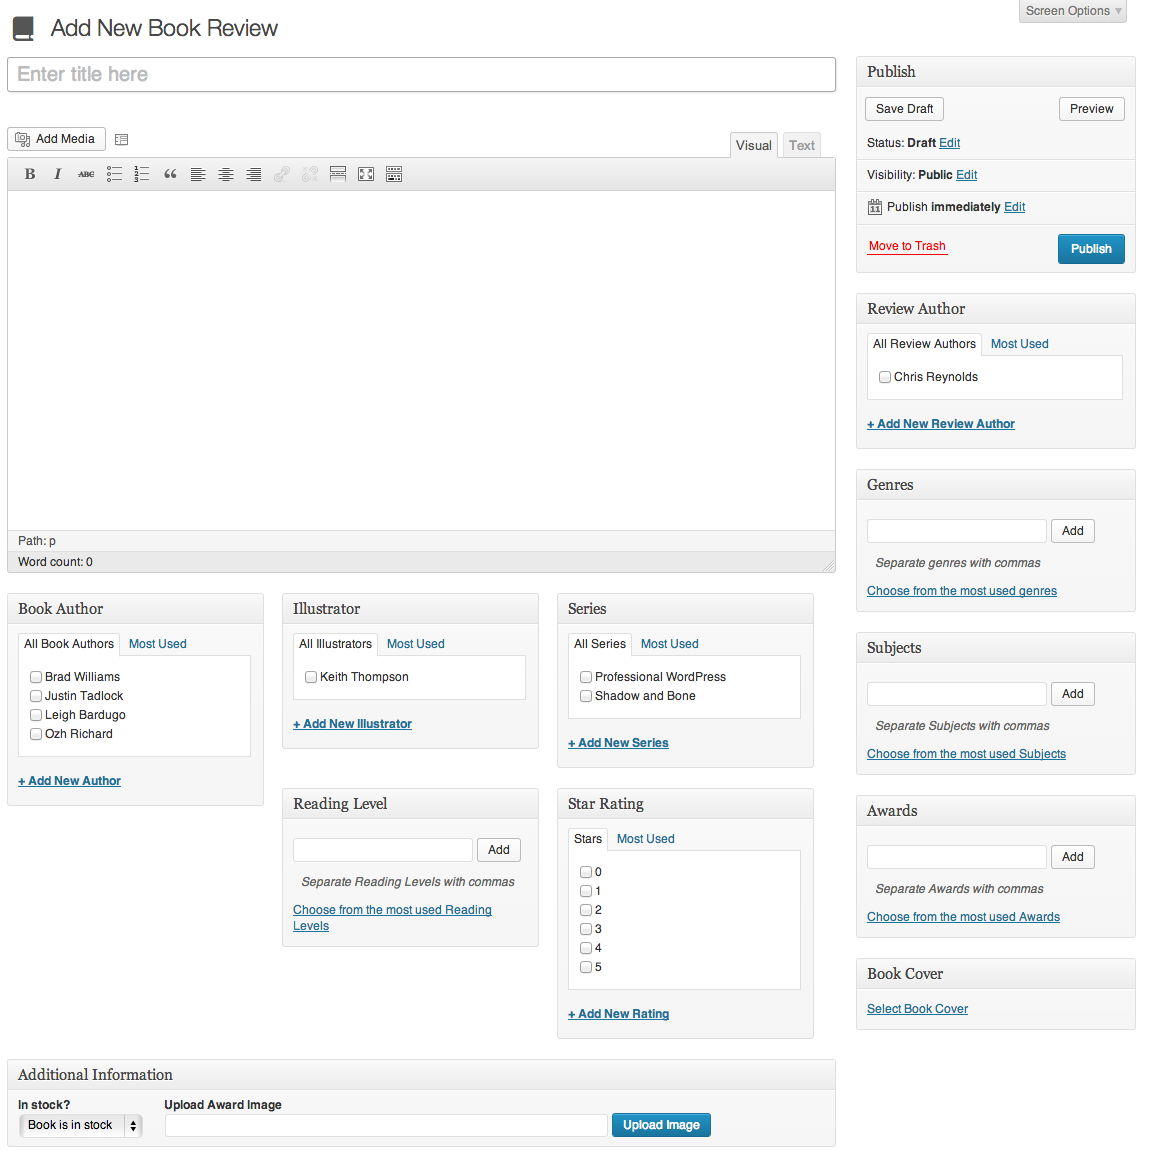 Screen Options ▼
Add New Book Review
Enter title here
Add Media
Visual
Text
B I ABC
Path: p
Word count: 0
Publish
Save Draft
Preview
Status: Draft Edit
Visibility: Public Edit
11 Publish immediately Edit
Move to Trash
Publish
Review Author
All Review Authors
Most Used
Chris Reynolds
+ Add New Review Author
Genres
Add
Separate genres with commas
Choose from the most used genres
Subjects
Add
Separate Subjects with commas
Choose from the most used Subjects
Awards
Add
Separate Awards with commas
Choose from the most used Awards
Book Cover
Select Book Cover
Book Author
All Book Authors
Most Used
Brad Williams
Justin Tadlock
Leigh Bardugo
Ozh Richard
+ Add New Author
Illustrator
All Illustrators
Most Used
Keith Thompson
+ Add New Illustrator
Series
All Series
Most Used
Professional WordPress
Shadow and Bone
+ Add New Series
Reading Level
Add
Separate Reading Levels with commas
Choose from the most used Reading
Levels
Star Rating
Stars
Most Used
0
1
2
3
4
5
+ Add New Rating
Additional Information
In stock?
Book is in stock
Upload Award Image
Upload Image